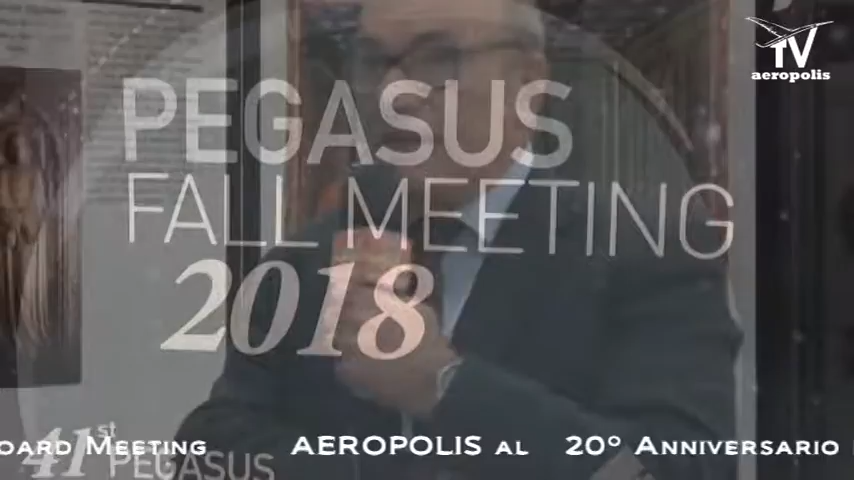 TV
aeropolis
PEGASUS
FALL MEETING
2018
OARD MEETING AEROPOLIS AL 20° ANNIVERSARIO
41st PEGASUS